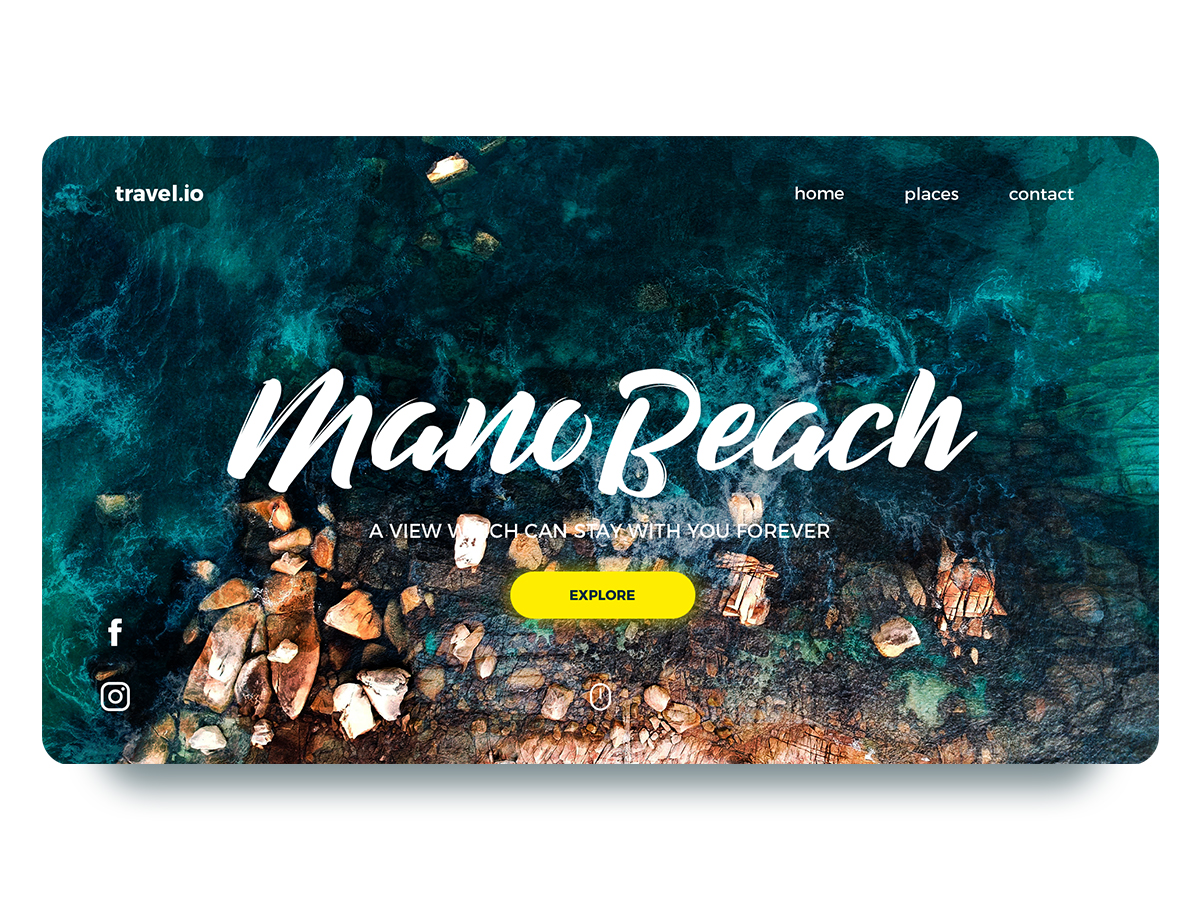 travel.io
home places contact
Mano Beach
A VIEW WHICH CAN STAY WITH YOU FOREVER
EXPLORE